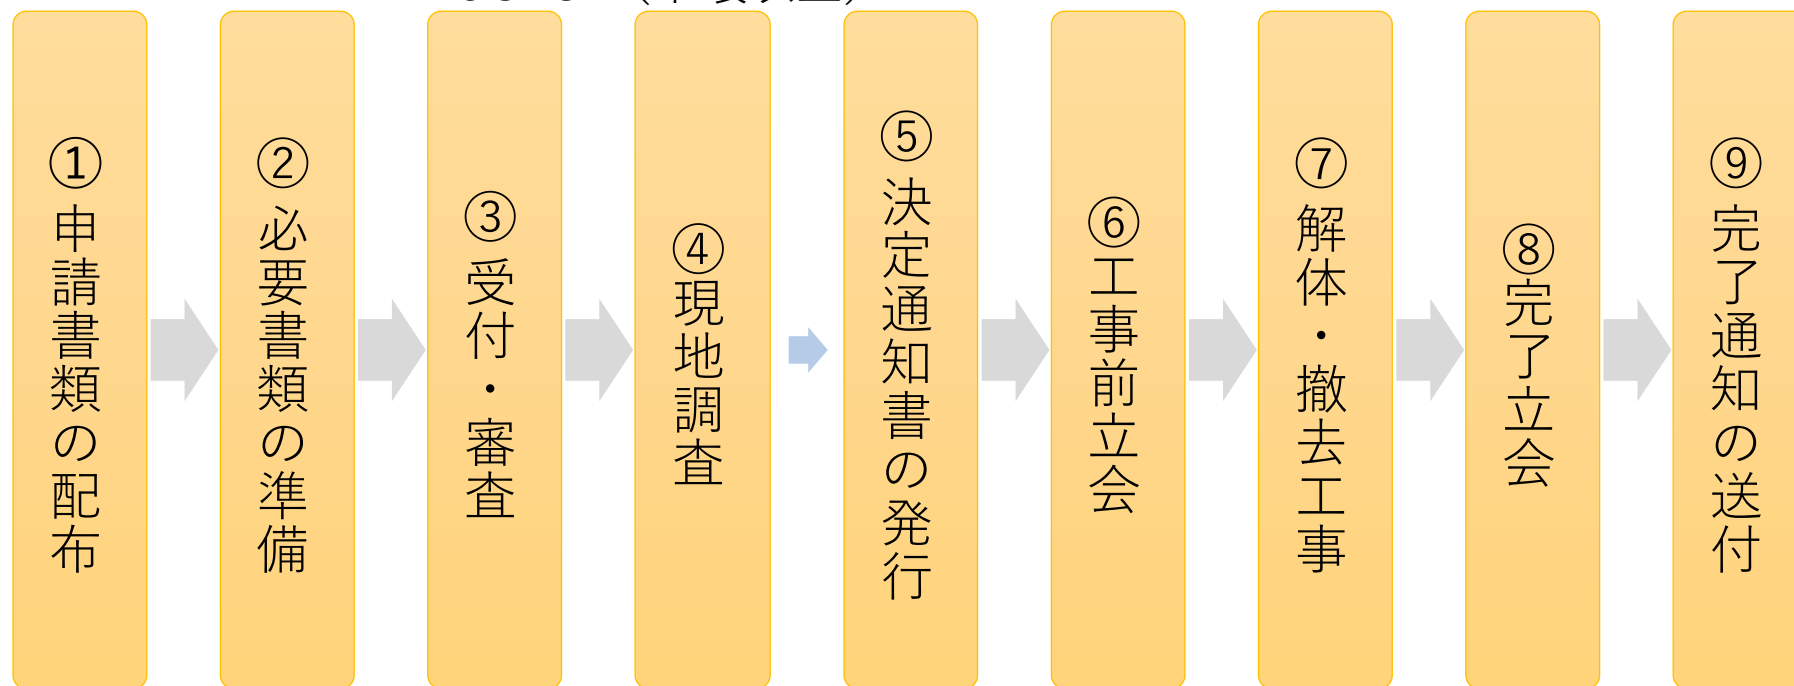 ①申請書類の配布
②必要書類の準備
③受付・審査
④現地調査
⑤決定通知書の発行
⑥工事前立会
⑦解体・撤去工事
⑧完了立会
⑨完了通知の送付